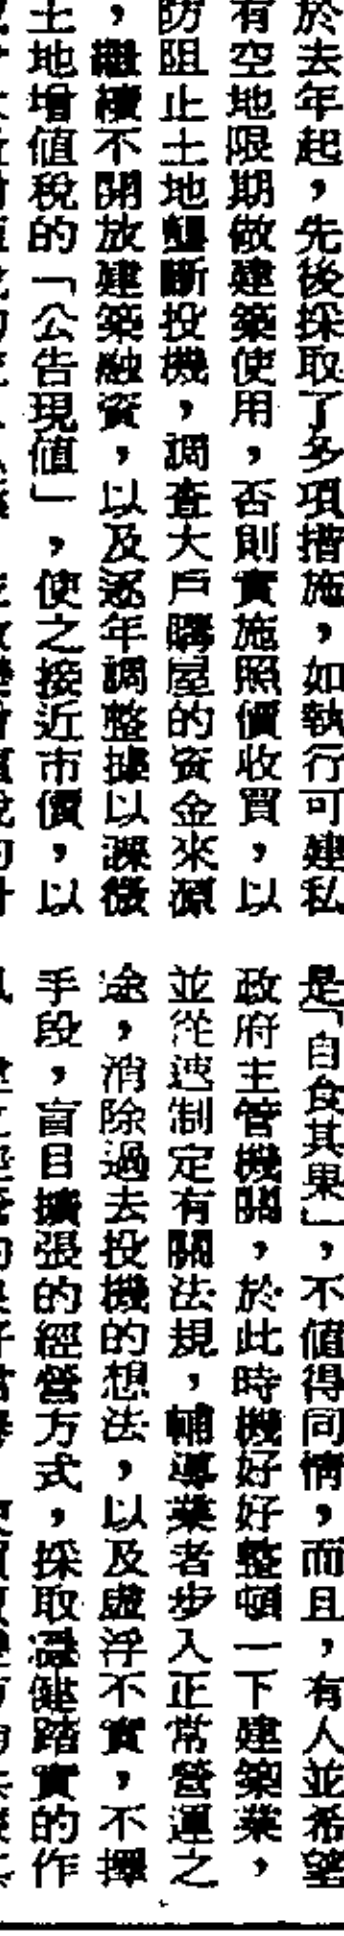 於去年起，先後採取了多項措施，如執行可建私
有空地限期做建築使用，否則實施照價收買，以
防阻止土地壟斷投機，調查大戶購屋的資金來源
，繼續不開放建築融資，以及逐年調整據以課徵
土地增值稅的「公告現值」，使之接近市價，以
是「自食其果」，不值得同情，而且，有人並希望
政府主管機關，於此時機好好整頓一下建築業，
並從速制定有關法規，輔導業者步入正常營運之
途，消除過去投機的想法，以及虛浮不實，不擇
手段，盲目擴張的經營方式，採取穩健踏實的作